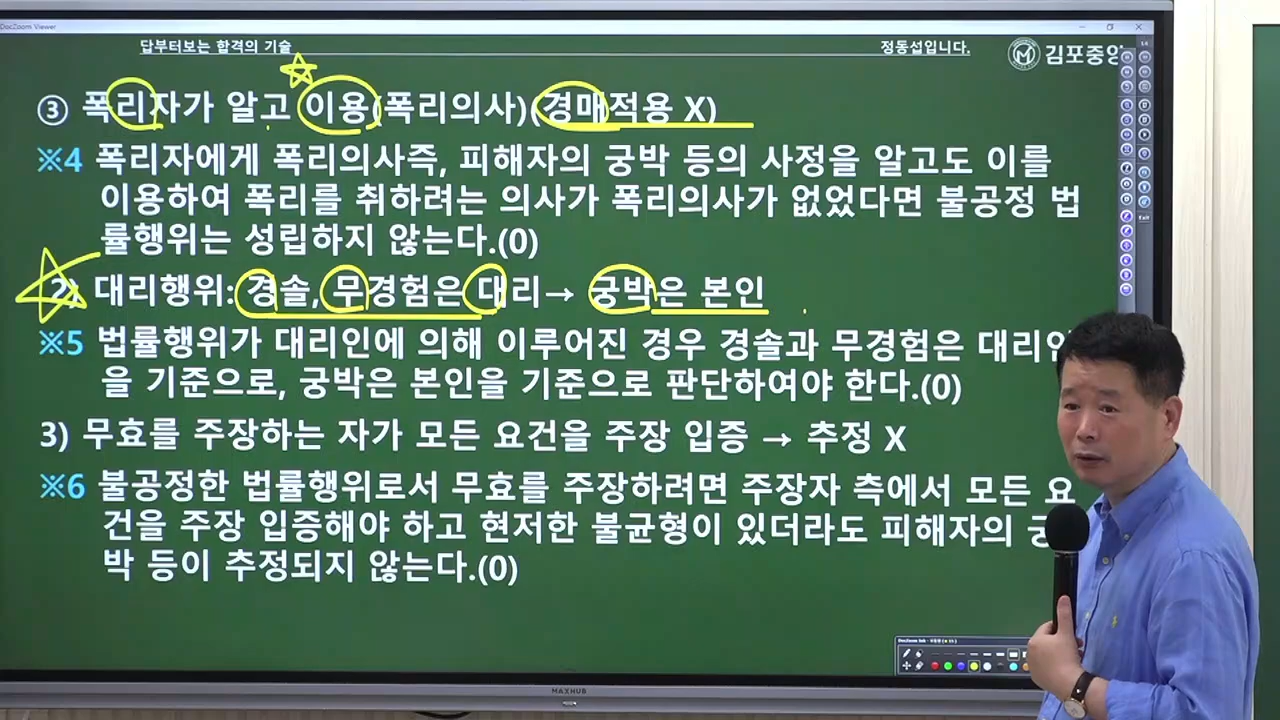 DocZoom Viewer
답부터보는 합격의 기술
정동섭입니다.
김포중앙
③ 폭리자가 알고 이용(폭리의사)(경매적용 X)
※4 폭리자에게 폭리의사즉, 피해자의 궁박 등의 사정을 알고도 이를
이용하여 폭리를 취하려는 의사가 폭리의사가 없었다면 불공정 법
률행위는 성립하지 않는다.(0)
2) 대리행위: 경솔, 무경험은 대리→ 궁박은 본인
※5 법률행위가 대리인에 의해 이루어진 경우 경솔과 무경험은 대리인
을 기준으로, 궁박은 본인을 기준으로 판단하여야 한다.(0)
3) 무효를 주장하는 자가 모든 요건을 주장 입증 → 추정 X
※6 불공정한 법률행위로서 무효를 주장하려면 주장자 측에서 모든 요
건을 주장 입증해야 하고 현저한 불균형이 있더라도 피해자의 궁
박 등이 추정되지 않는다.(0)
MAXHUB